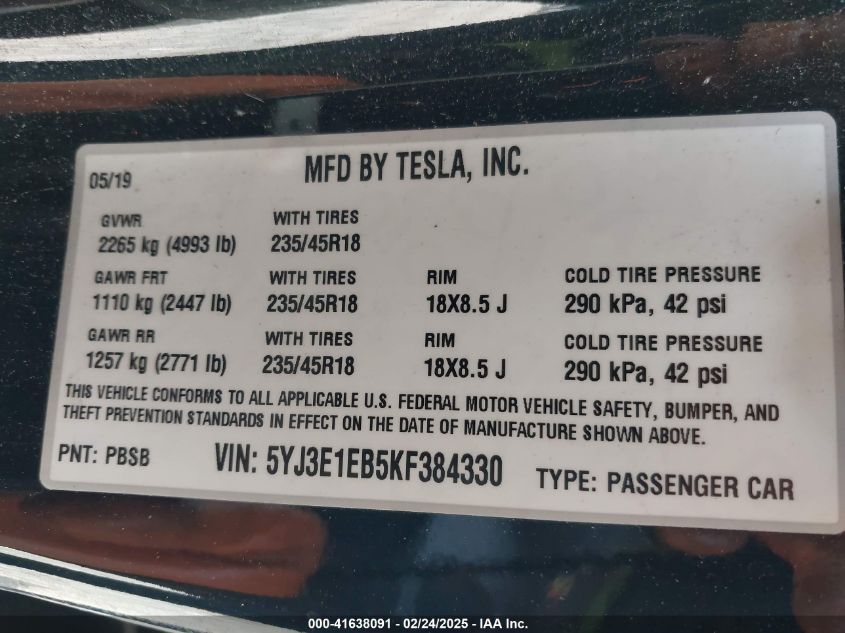 05/19 MFD BY TESLA, INC.
GVWR WITH TIRES
2265 kg (4993 lb) 235/45R18
GAWR FRT WITH TIRES RIM COLD TIRE PRESSURE
1110 kg (2447 lb) 235/45R18 18X8.5 J 290 kPa, 42 psi
GAWR RR WITH TIRES RIM COLD TIRE PRESSURE
1257 kg (2771 lb) 235/45R18 18X8.5 J 290 kPa, 42 psi
THIS VEHICLE CONFORMS TO ALL APPLICABLE U.S. FEDERAL MOTOR VEHICLE SAFETY, BUMPER, AND
THEFT PREVENTION STANDARDS IN EFFECT ON THE DATE OF MANUFACTURE SHOWN ABOVE.
PNT: PBSB VIN: 5YJ3E1EB5KF384330 TYPE: PASSENGER CAR
000-41638091 - 02/24/2025 - IAA Inc.